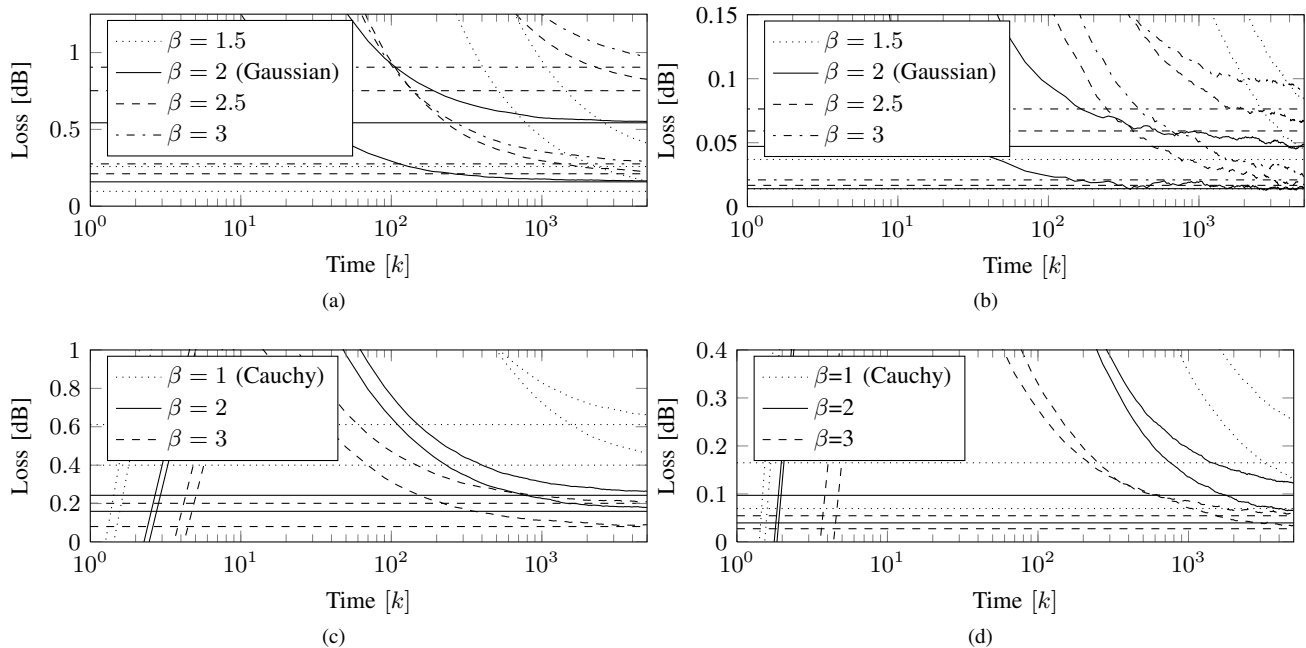 Loss [dB]
1
0.5
0
β = 1.5
β = 2 (Gaussian)
β = 2.5
β = 3
10^0
10^1
10^2
10^3
Time [k]
(a)
Loss [dB]
0.15
0.1
0.05
0
β = 1.5
β = 2 (Gaussian)
β = 2.5
β = 3
10^0
10^1
10^2
10^3
Time [k]
(b)
Loss [dB]
1
0.8
0.6
0.4
0.2
0
β = 1 (Cauchy)
β = 2
β = 3
10^0
10^1
10^2
10^3
Time [k]
(c)
Loss [dB]
0.4
0.3
0.2
0.1
0
β=1 (Cauchy)
β=2
β=3
10^0
10^1
10^2
10^3
Time [k]
(d)